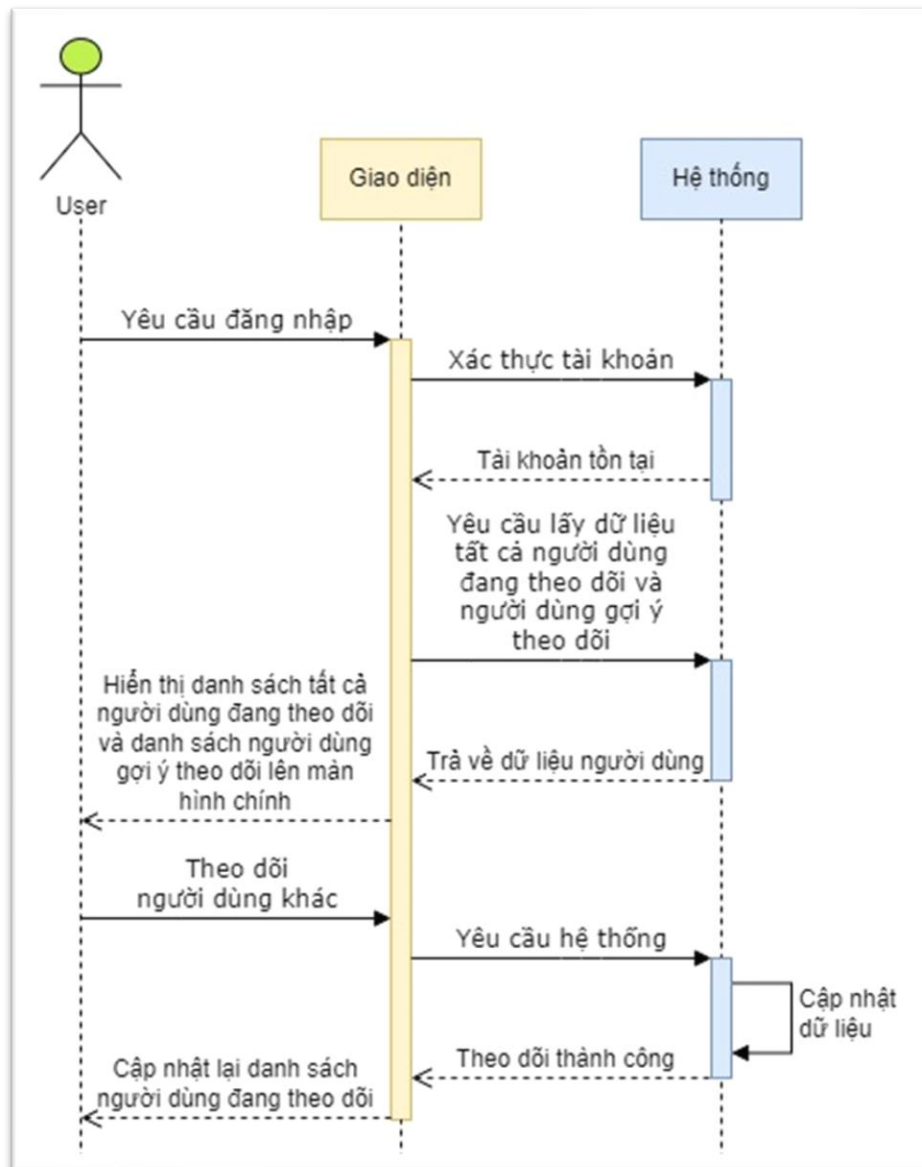 User
Giao diện
Hệ thống
Yêu cầu đăng nhập
Xác thực tài khoản
Tài khoản tồn tại
Yêu cầu lấy dữ liệu
tất cả người dùng
đang theo dõi và
người dùng gợi ý
theo dõi
Trả về dữ liệu người dùng
Hiển thị danh sách tất cả
người dùng đang theo dõi
và danh sách người dùng
gợi ý theo dõi lên màn
hình chính
Theo dõi
người dùng khác
Yêu cầu hệ thống
Cập nhật
dữ liệu
Theo dõi thành công
Cập nhật lại danh sách
người dùng đang theo dõi